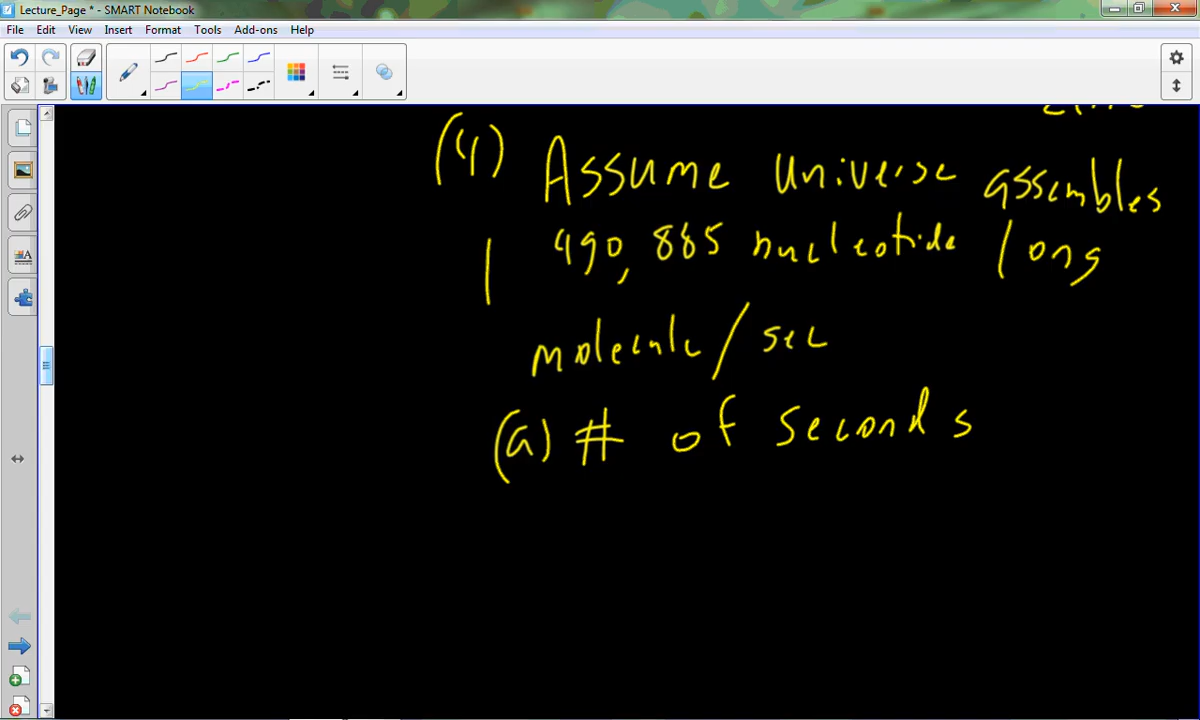 Lecture_Page * - SMART Notebook
File Edit View Insert Format Tools Add-ons Help
(4) Assume Universe assembles
1 490,885 nucleotide long
molecule/sec
(a) # of seconds